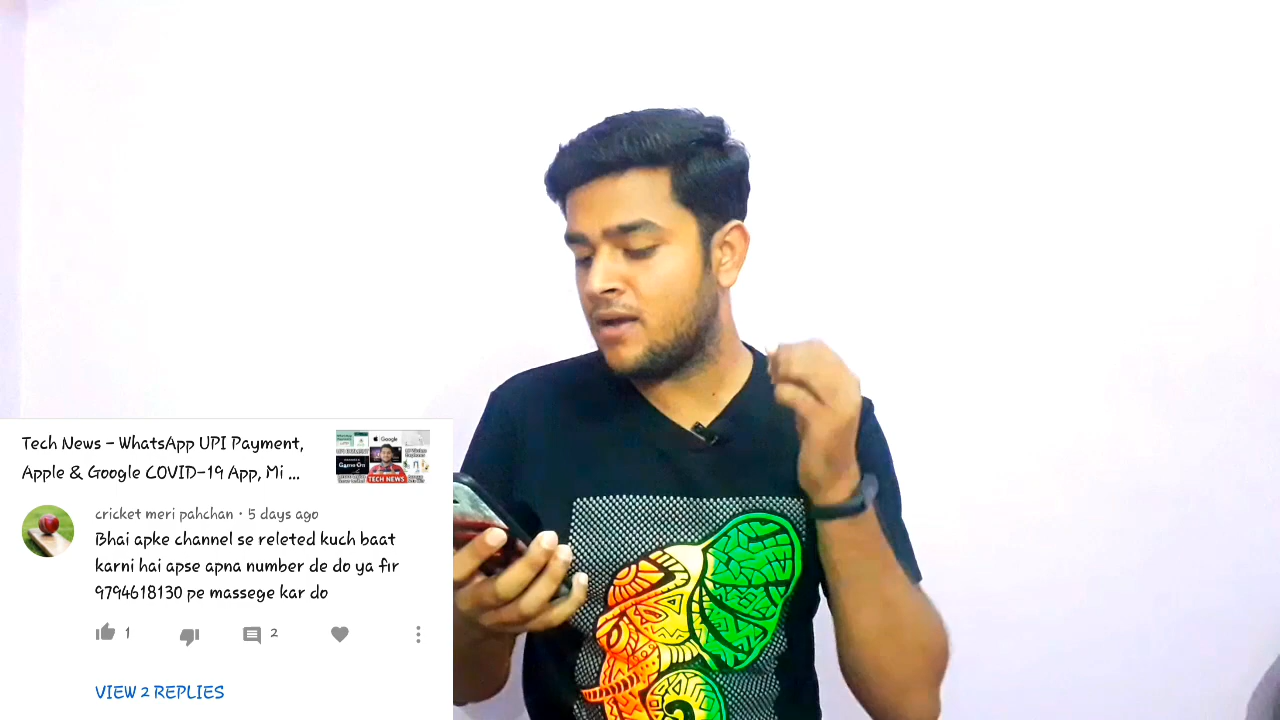 Tech News - WhatsApp UPI Payment,
Apple & Google COVID-19 App, Mi ...
Google
TECH NEWS
cricket meri pahchan · 5 days ago
Bhai apke channel se releted kuch baat
karni hai apse apna number de do ya fir
9794618130 pe massege kar do
1
2
VIEW 2 REPLIES